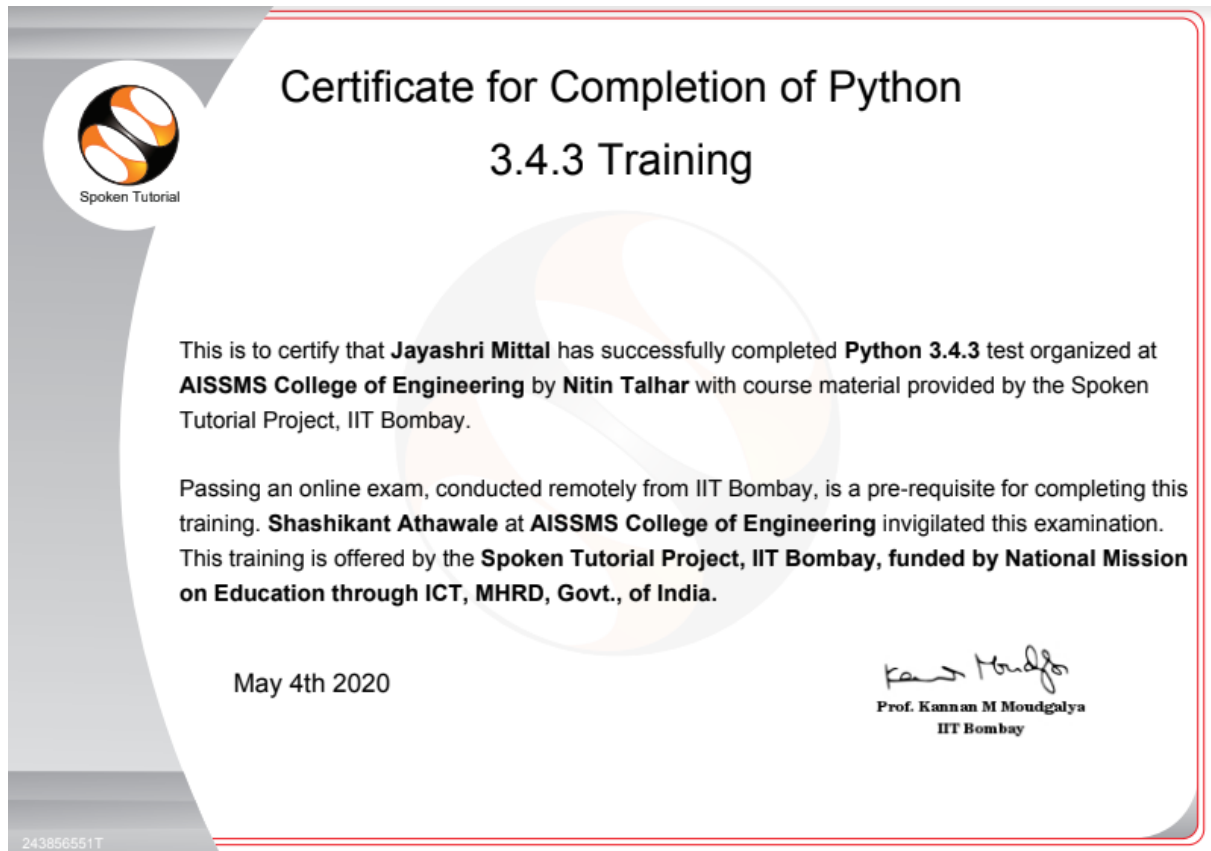 Certificate for Completion of Python
3.4.3 Training
Spoken Tutorial
This is to certify that Jayashri Mittal has successfully completed Python 3.4.3 test organized at
AISSMS College of Engineering by Nitin Talhar with course material provided by the Spoken
Tutorial Project, IIT Bombay.
Passing an online exam, conducted remotely from IIT Bombay, is a pre-requisite for completing this
training. Shashikant Athawale at AISSMS College of Engineering invigilated this examination.
This training is offered by the Spoken Tutorial Project, IIT Bombay, funded by National Mission
on Education through ICT, MHRD, Govt., of India.
May 4th 2020
Prof. Kannan M Moudgalya
IIT Bombay
243856551T